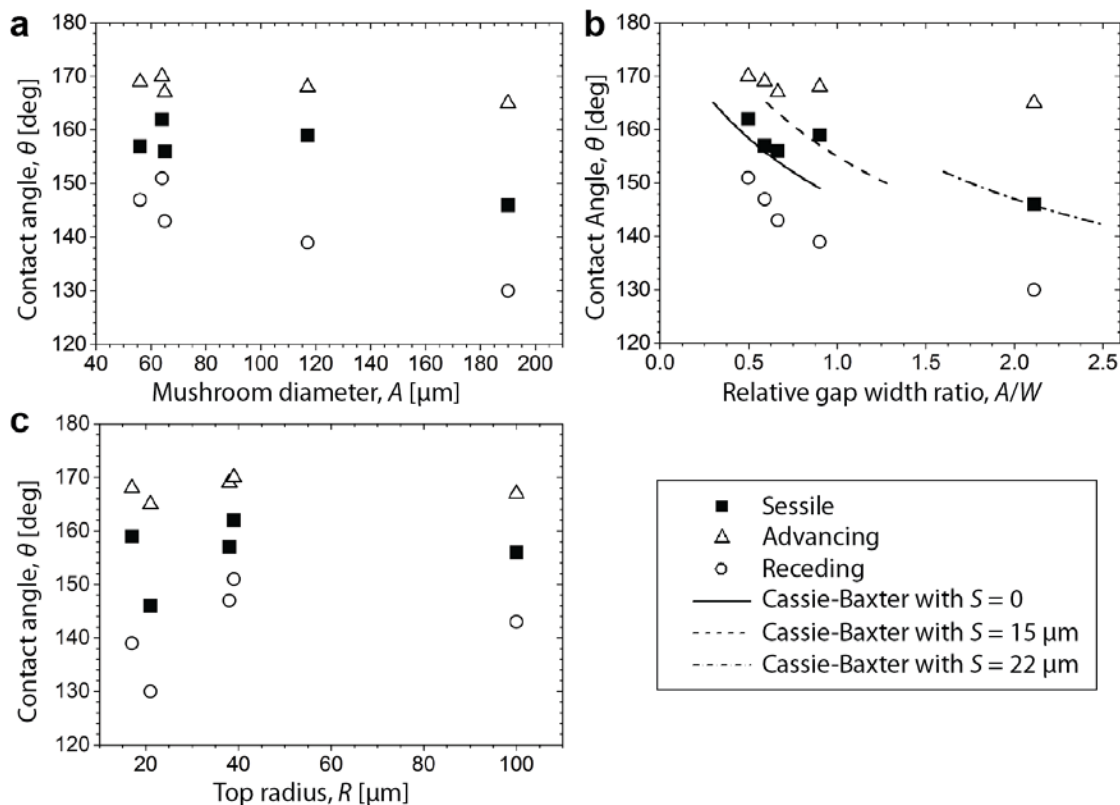 a
180
170
160
150
140
130
120
Contact angle, θ [deg]
40 60 80 100 120 140 160 180 200
Mushroom diameter, A [µm]
b
180
170
160
150
140
130
120
Contact Angle, θ [deg]
0.0 0.5 1.0 1.5 2.0 2.5
Relative gap width ratio, A/W
c
180
170
160
150
140
130
120
Contact angle, θ [deg]
20 40 60 80 100
Top radius, R [µm]
Sessile
Advancing
Receding
Cassie-Baxter with S = 0
Cassie-Baxter with S = 15 µm
Cassie-Baxter with S = 22 µm